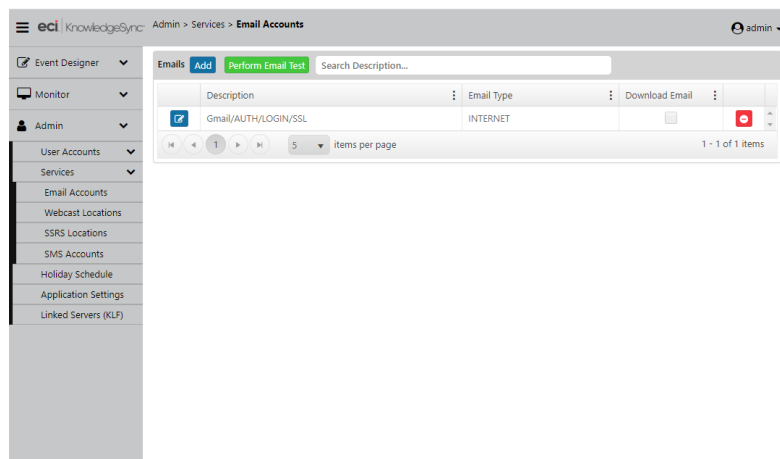 eci KnowledgeSync
Admin > Services > Email Accounts
admin
Event Designer
Monitor
Admin
User Accounts
Services
Email Accounts
Webcast Locations
SSRS Locations
SMS Accounts
Holiday Schedule
Application Settings
Linked Servers (KLF)
Emails Add Perform Email Test Search Description...
Description Email Type Download Email
Gmail/AUTH/LOGIN/SSL INTERNET
1 5 items per page 1 - 1 of 1 items